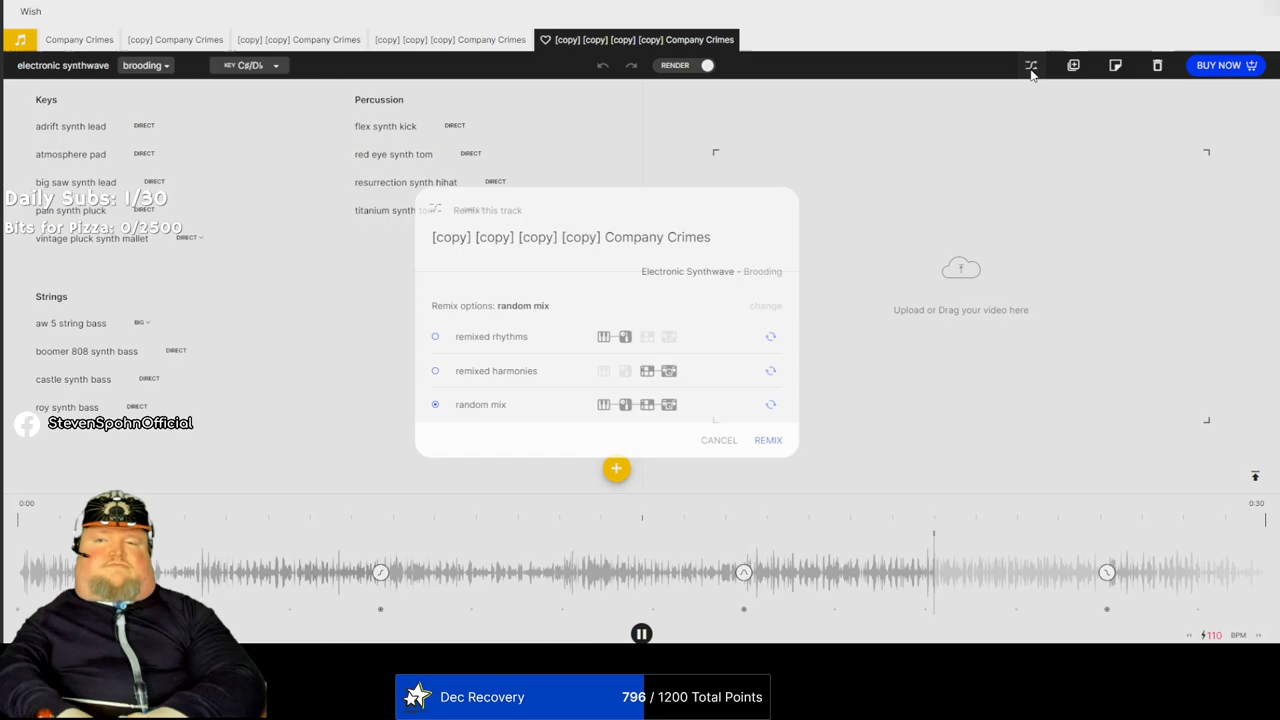 Wish
Company Crimes
[copy] Company Crimes
[copy] [copy] Company Crimes
[copy] [copy] [copy] Company Crimes
[copy] [copy] [copy] [copy] Company Crimes
electronic synthwave
brooding
KEY C♯/D♭
RENDER
BUY NOW
Keys
adrift synth lead DIRECT
atmosphere pad DIRECT
big saw synth lead DIRECT
Daily Subs: 1/30
pain synth pluck DIRECT
Bits for Pizza: 0/2500
vintage pluck synth mallet DIRECT
Strings
aw 5 string bass BIG
boomer 808 synth bass DIRECT
castle synth bass DIRECT
roy synth bass DIRECT
StevenSpohnOfficial
Percussion
flex synth kick DIRECT
red eye synth tom DIRECT
resurrection synth hihat DIRECT
titanium synth
Remix this track
[copy] [copy] [copy] [copy] Company Crimes
Electronic Synthwave - Brooding
Remix options: random mix
change
remixed rhythms
remixed harmonies
random mix
CANCEL
REMIX
Upload or Drag your video here
0:00
0:30
110 BPM
Dec Recovery
796 / 1200 Total Points